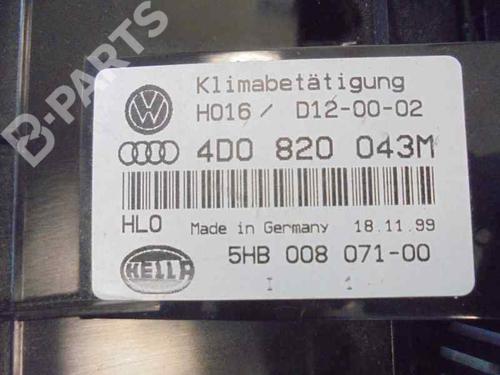 B-PARTS
Klimabetätigung
H016 / D12-00-02
4D0 820 043M
HLO Made in Germany 18.11.99
HELLA 5HB 008 071-00
I 1